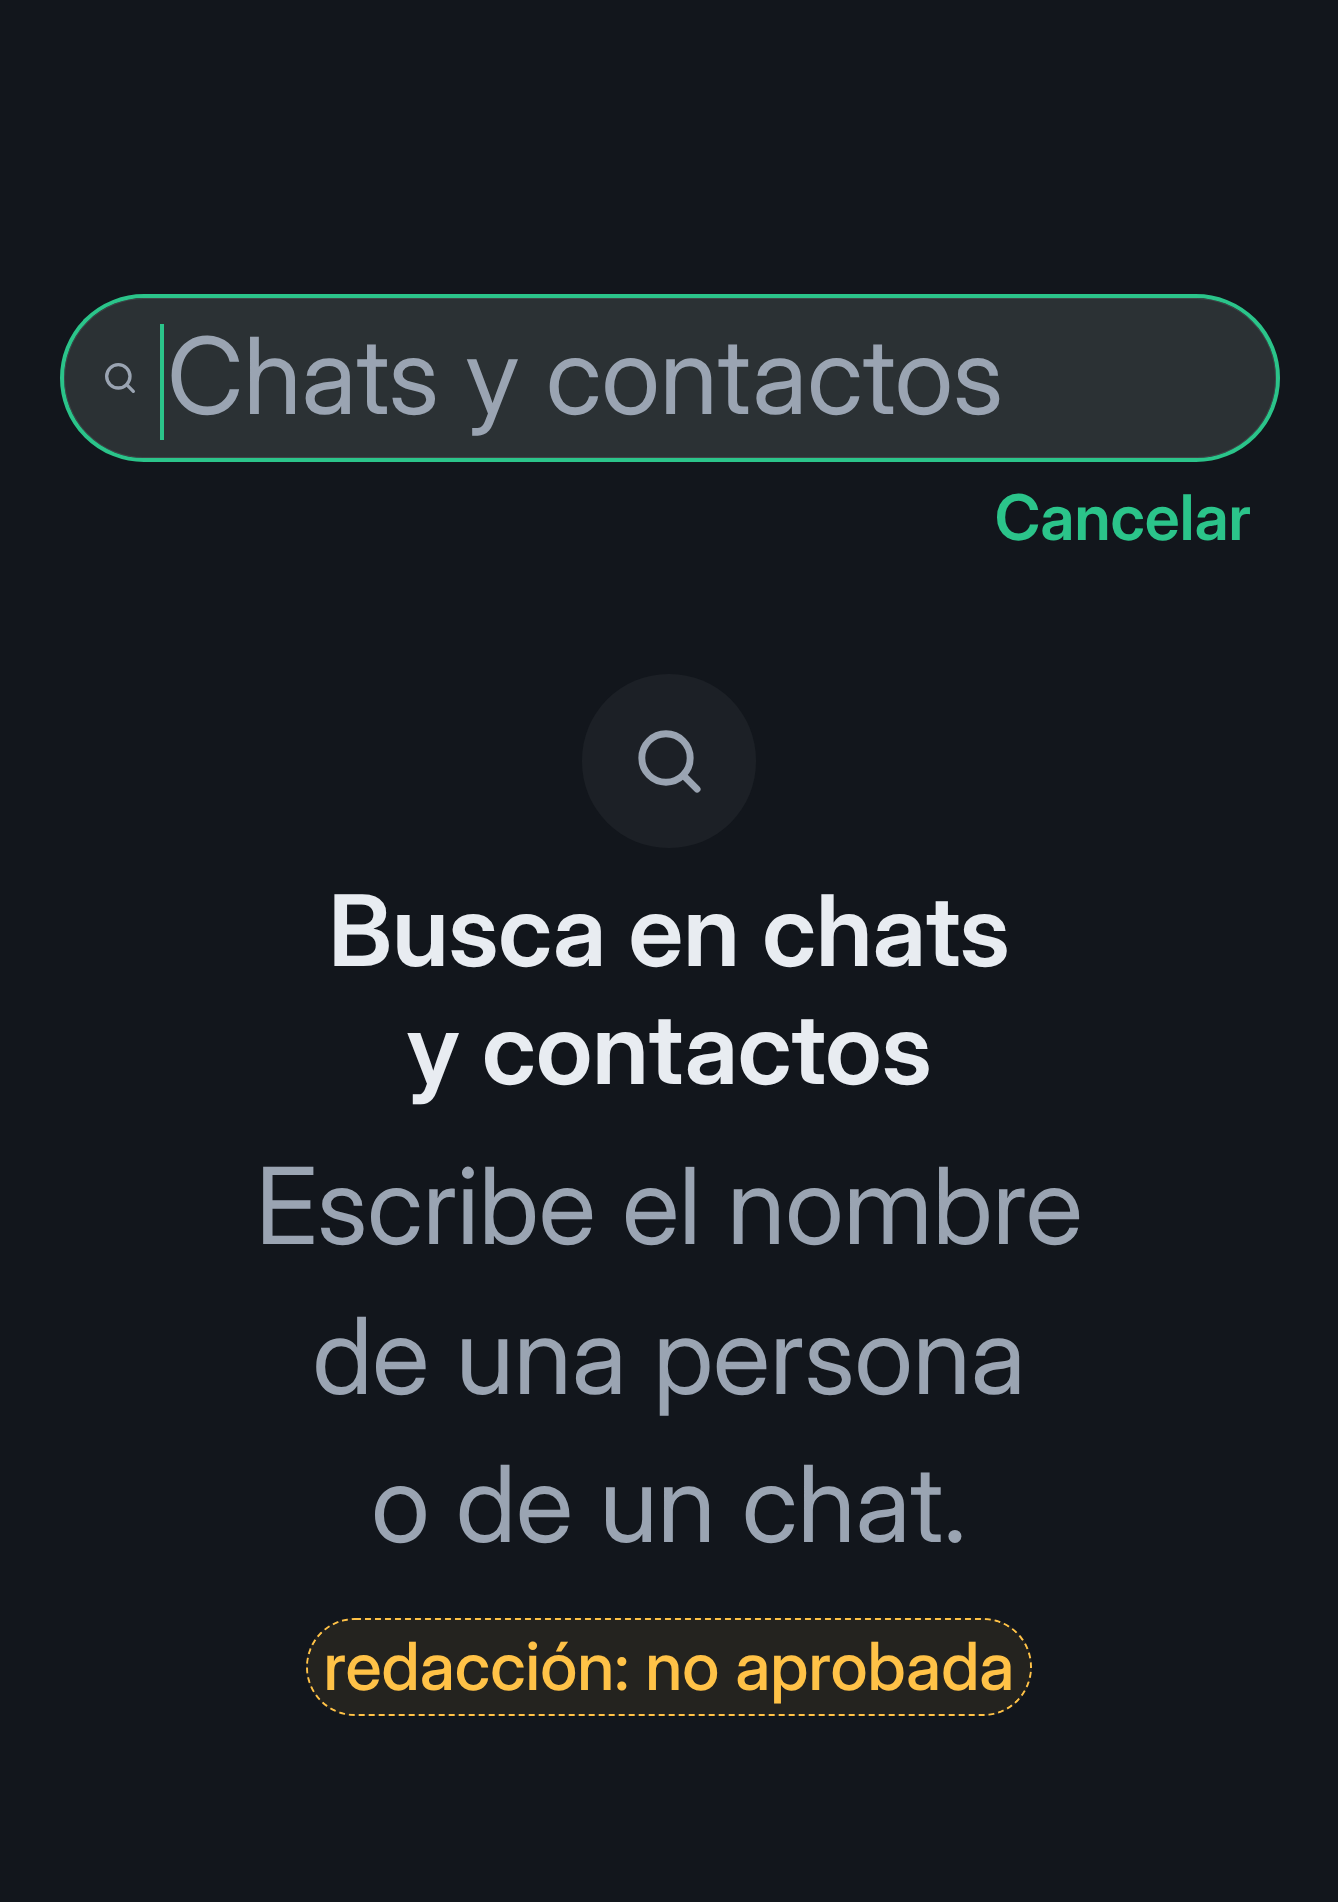 Chats y contactos
Cancelar
Busca en chats
y contactos
Escribe el nombre
de una persona
o de un chat.
redacción: no aprobada